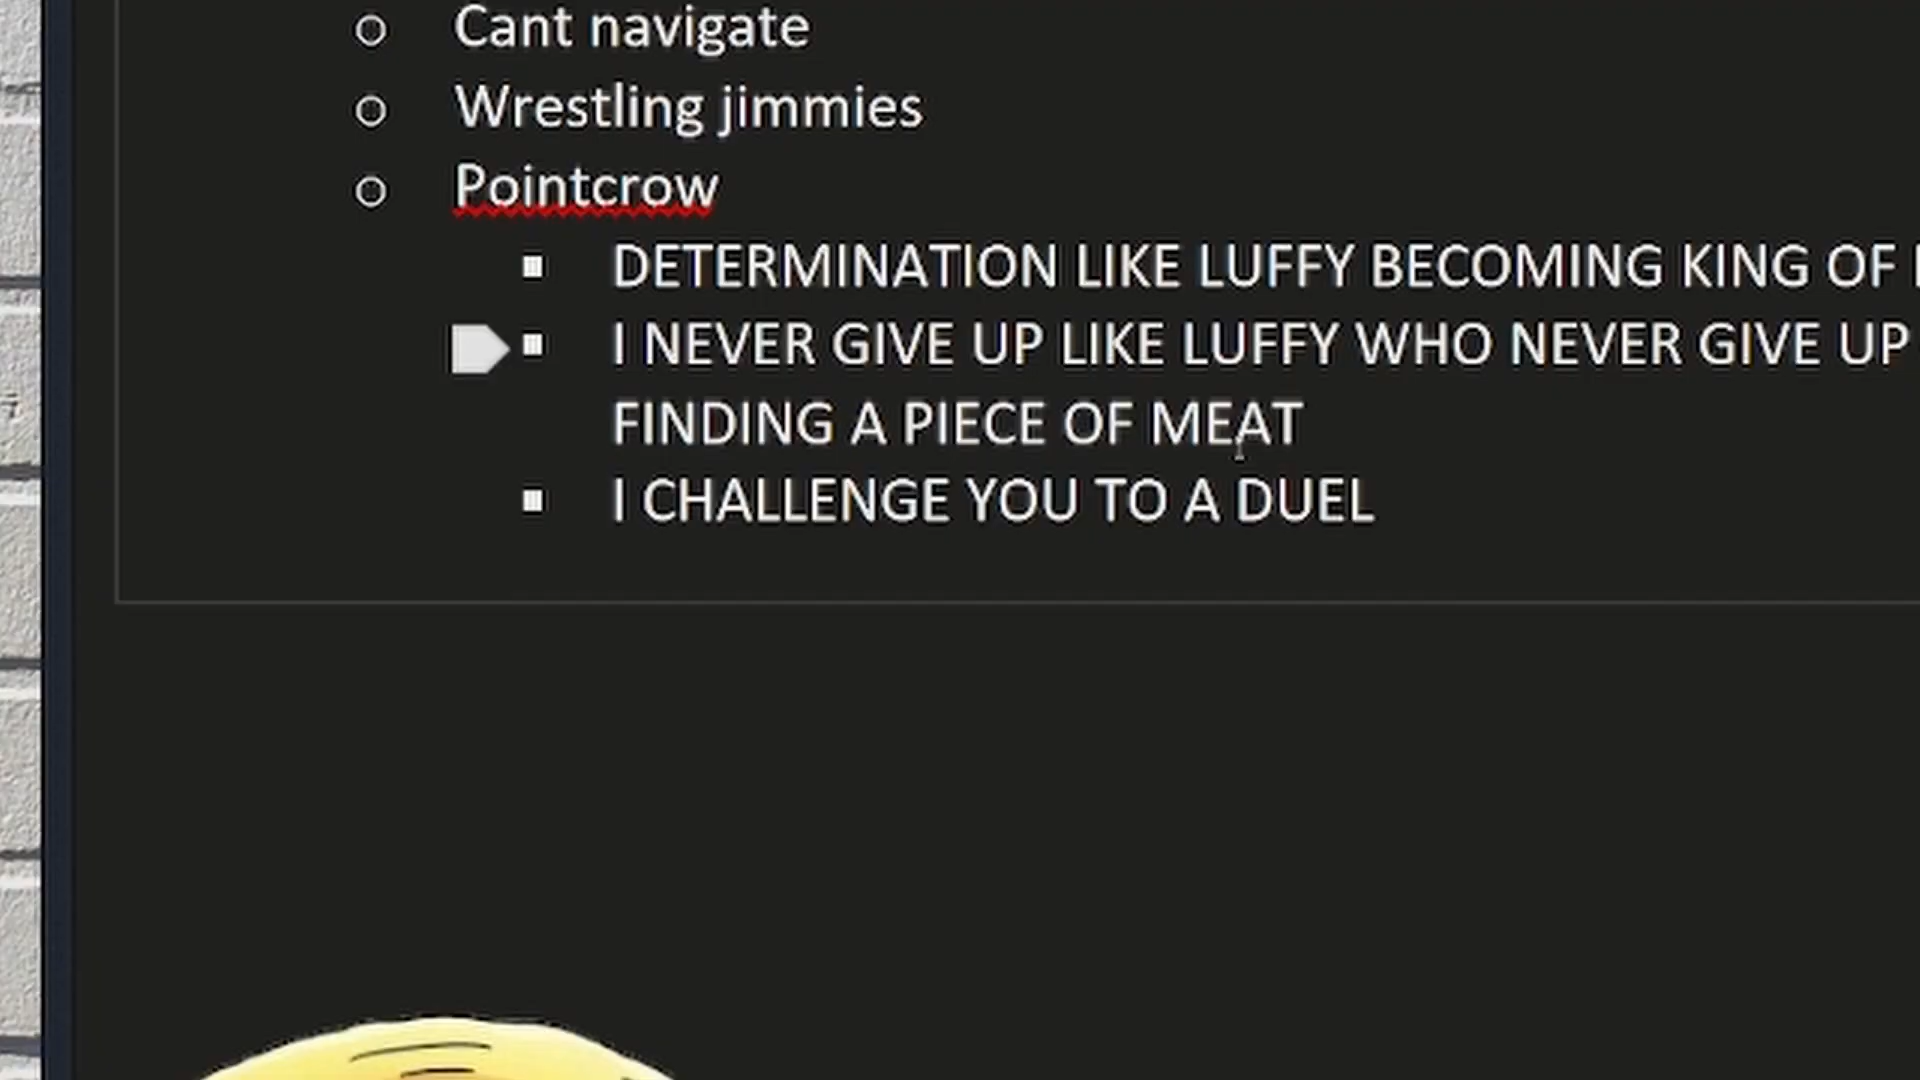 Cant navigate
Wrestling jimmies
Pointcrow
DETERMINATION LIKE LUFFY BECOMING KING OF
I NEVER GIVE UP LIKE LUFFY WHO NEVER GIVE UP
FINDING A PIECE OF MEAT
I CHALLENGE YOU TO A DUEL